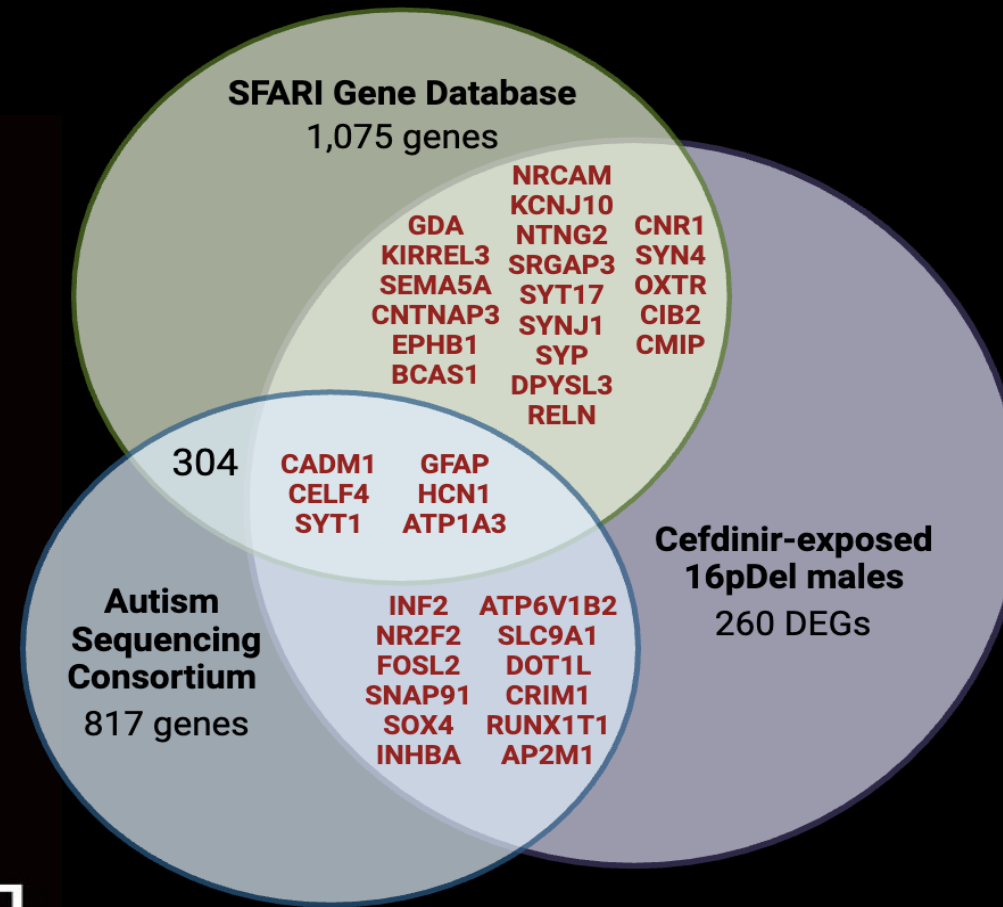 SFARI Gene Database
1,075 genes
GDA
KIRREL3
SEMA5A
CNTNAP3
EPHB1
BCAS1
NRCAM
KCNJ10
NTNG2
SRGAP3
SYT17
SYNJ1
SYP
DPYSL3
RELN
CNR1
SYN4
OXTR
CIB2
CMIP
304
CADM1
CELF4
SYT1
GFAP
HCN1
ATP1A3
Autism
Sequencing
Consortium
817 genes
INF2
NR2F2
FOSL2
SNAP91
SOX4
INHBA
ATP6V1B2
SLC9A1
DOT1L
CRIM1
RUNX1T1
AP2M1
Cefdinir-exposed
16pDel males
260 DEGs